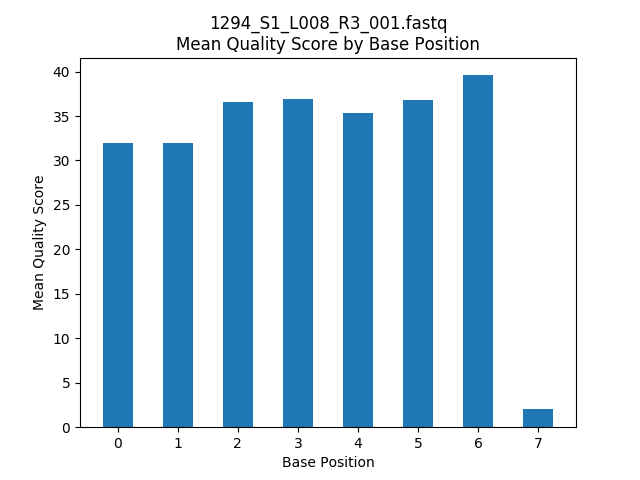 1294_S1_L008_R3_001.fastq
Mean Quality Score by Base Position
Mean Quality Score
40
35
30
25
20
15
10
5
0
0 1 2 3 4 5 6 7
Base Position